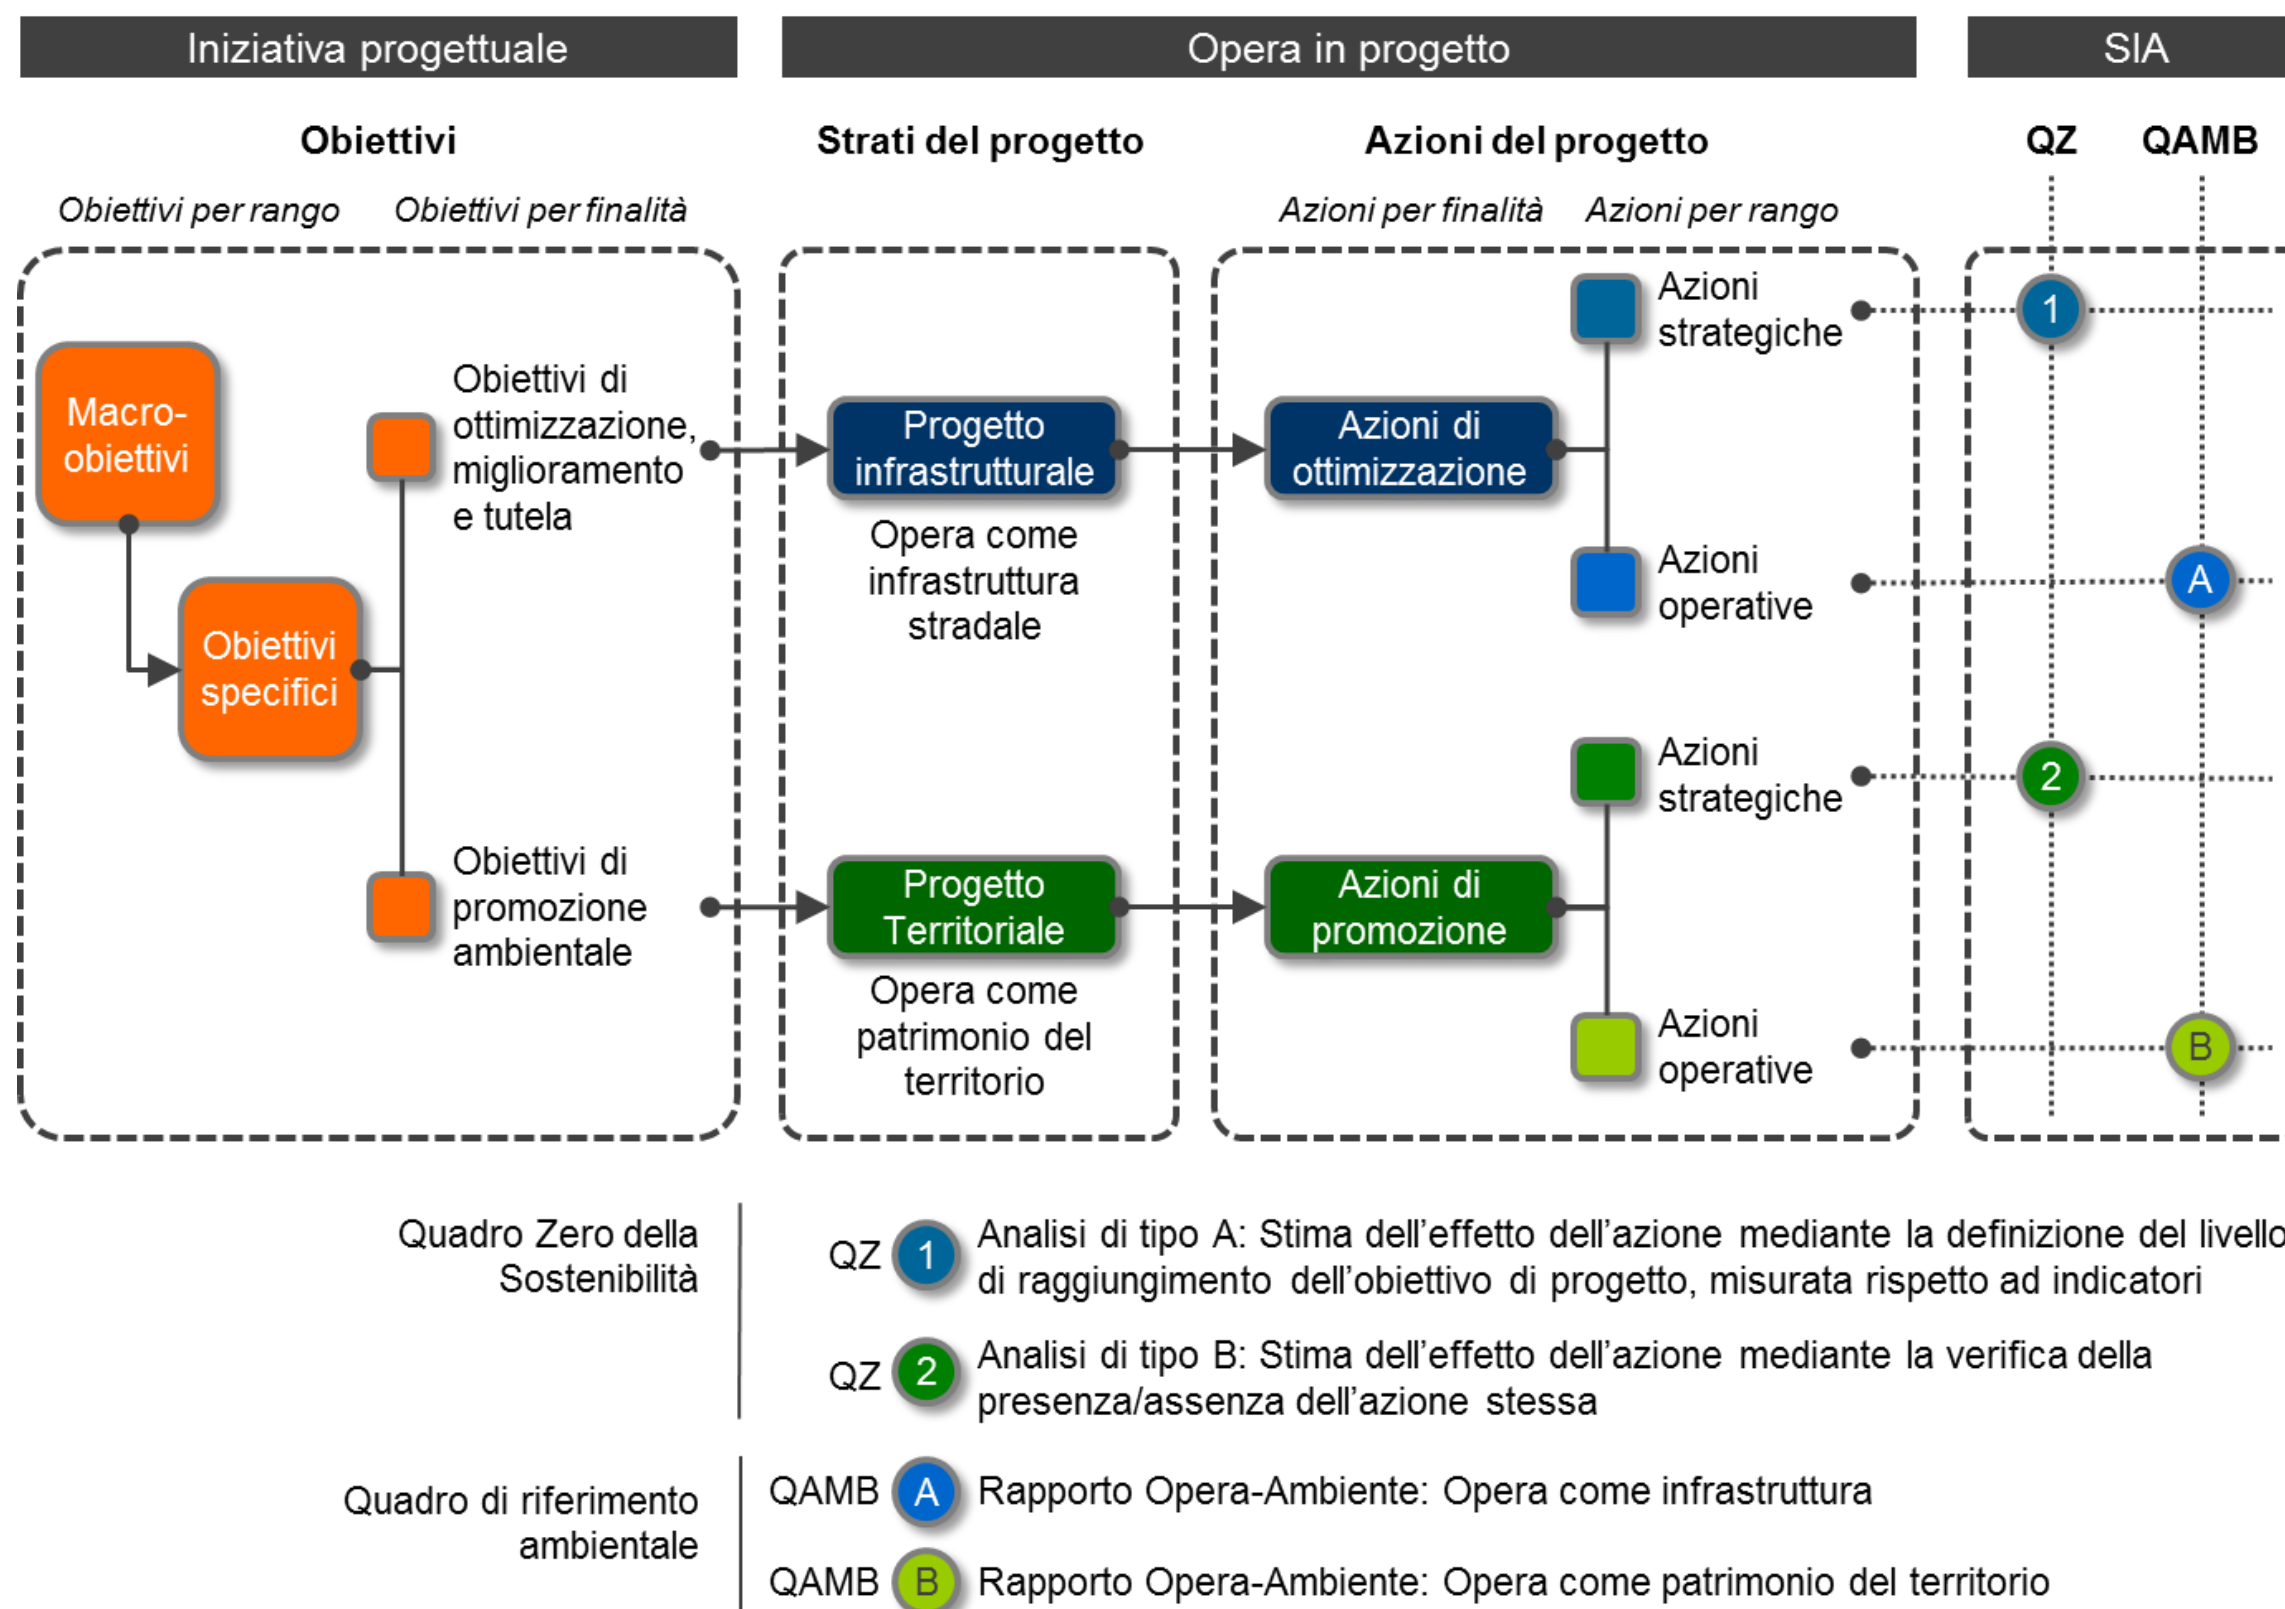 Iniziativa progettuale
Opera in progetto
SIA
Obiettivi
Strati del progetto
Azioni del progetto
QZ
QAMB
Obiettivi per rango
Obiettivi per finalità
Azioni per finalità
Azioni per rango
Macro-
obiettivi
Obiettivi
specifici
Obiettivi di
ottimizzazione,
miglioramento
e tutela
Obiettivi di
promozione
ambientale
Progetto
infrastrutturale
Opera come
infrastruttura
stradale
Progetto
Territoriale
Opera come
patrimonio del
territorio
Azioni di
ottimizzazione
Azioni
strategiche
Azioni
operative
Azioni di
promozione
Azioni
strategiche
Azioni
operative
1
A
2
B
Quadro Zero della
Sostenibilità
QZ 1 Analisi di tipo A: Stima dell'effetto dell'azione mediante la definizione del livello
di raggiungimento dell'obiettivo di progetto, misurata rispetto ad indicatori
QZ 2 Analisi di tipo B: Stima dell'effetto dell'azione mediante la verifica della
presenza/assenza dell'azione stessa
Quadro di riferimento
ambientale
QAMB A Rapporto Opera-Ambiente: Opera come infrastruttura
QAMB B Rapporto Opera-Ambiente: Opera come patrimonio del territorio